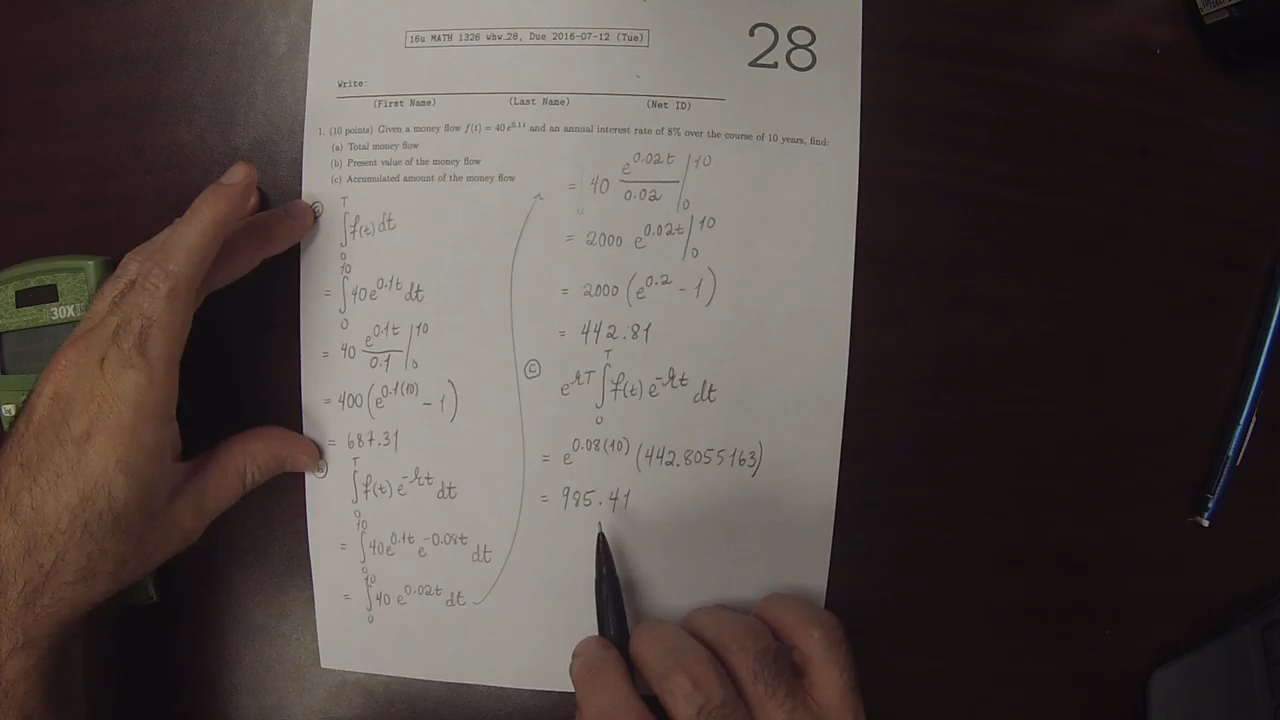 16u MATH 1326 whw_28, Due 2016-07-12 (Tue)
28
Write:
(First Name) (Last Name) (Net ID)
1. (10 points) Given a money flow f(t) = 40e^{0.1t} and an annual interest rate of 8% over the course of 10 years, find:
(a) Total money flow
(b) Present value of the money flow
(c) Accumulated amount of the money flow
∫_0^T f(t) dt
= ∫_0^{10} 40e^{0.1t} dt
= 40 e^{0.1t}/0.1 |_0^{10}
= 400(e^{0.1(10)} - 1)
= 687.31
∫_0^T f(t) e^{-rt} dt
= ∫_0^{10} 40e^{0.1t} e^{-0.08t} dt
= ∫_0^{10} 40 e^{0.02t} dt
= 40 e^{0.02t}/0.02 |_0^{10}
= 2000 e^{0.02t} |_0^{10}
= 2000 (e^{0.2} - 1)
= 442.81
ⓒ e^{rT} ∫_0^T f(t) e^{-rt} dt
= e^{0.08(10)} (442.8055163)
= 985.41
30X